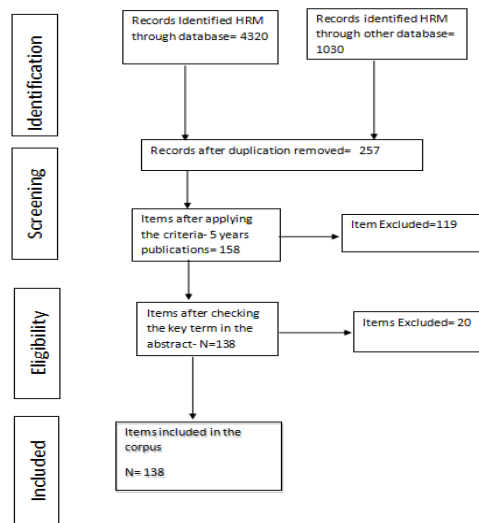 Identification
Records Identified HRM
through database= 4320
Records identified HRM
through other database=
1030
Records after duplication removed= 257
Screening
Items after applying
the criteria- 5 years
publications= 158
Item Excluded=119
Eligibility
Items after checking
the key term in the
abstract- N=138
Items Excluded= 20
Included
Items included in the
corpus
N= 138